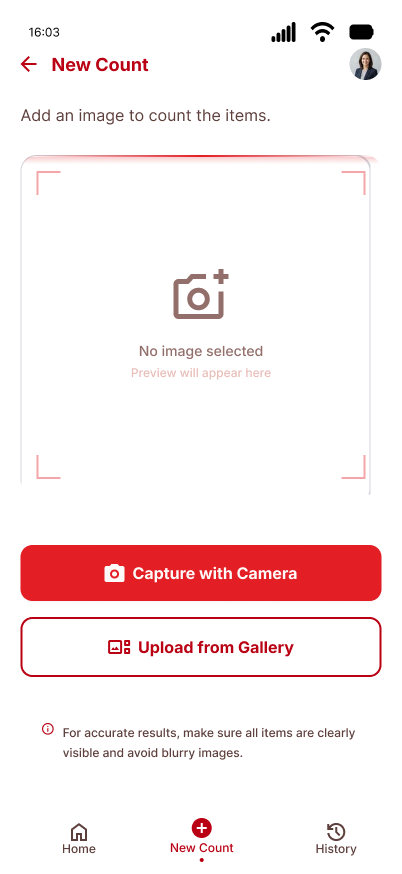 16:03
New Count
Add an image to count the items.
No image selected
Preview will appear here
Capture with Camera
Upload from Gallery
For accurate results, make sure all items are clearly
visible and avoid blurry images.
Home
New Count
History